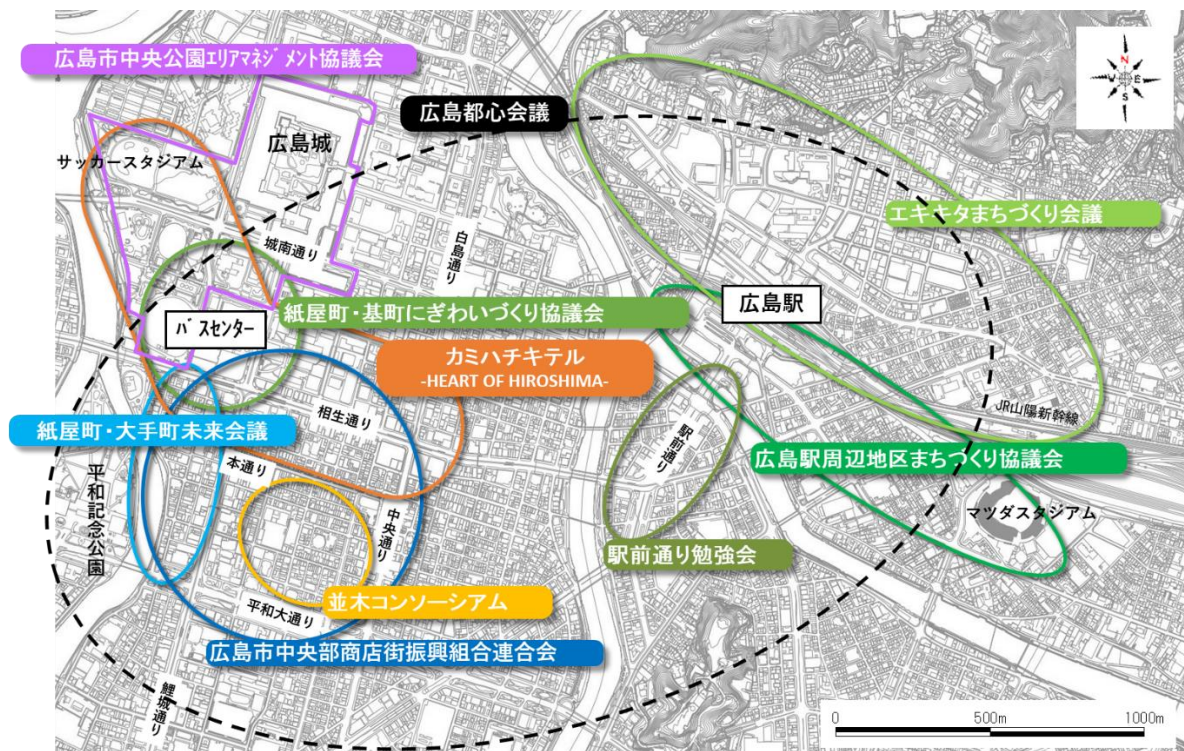 広島市中央公園エリアマネジメント協議会
N
W E
S
広島都心会議
広島城
サッカースタジアム
エキキタまちづくり会議
白島通り
城南通り
広島駅
紙屋町・基町にぎわいづくり協議会
バスセンター
カミハチキテル
-HEART OF HIROSHIMA-
相生通り
JR山陽新幹線
駅前通り
紙屋町・大手町未来会議
本通り
広島駅周辺地区まちづくり協議会
平和記念公園
中央通り
マツダスタジアム
駅前通り勉強会
並木コンソーシアム
平和大通り
広島市中央部商店街振興組合連合会
鯉城通り
0 500m 1000m